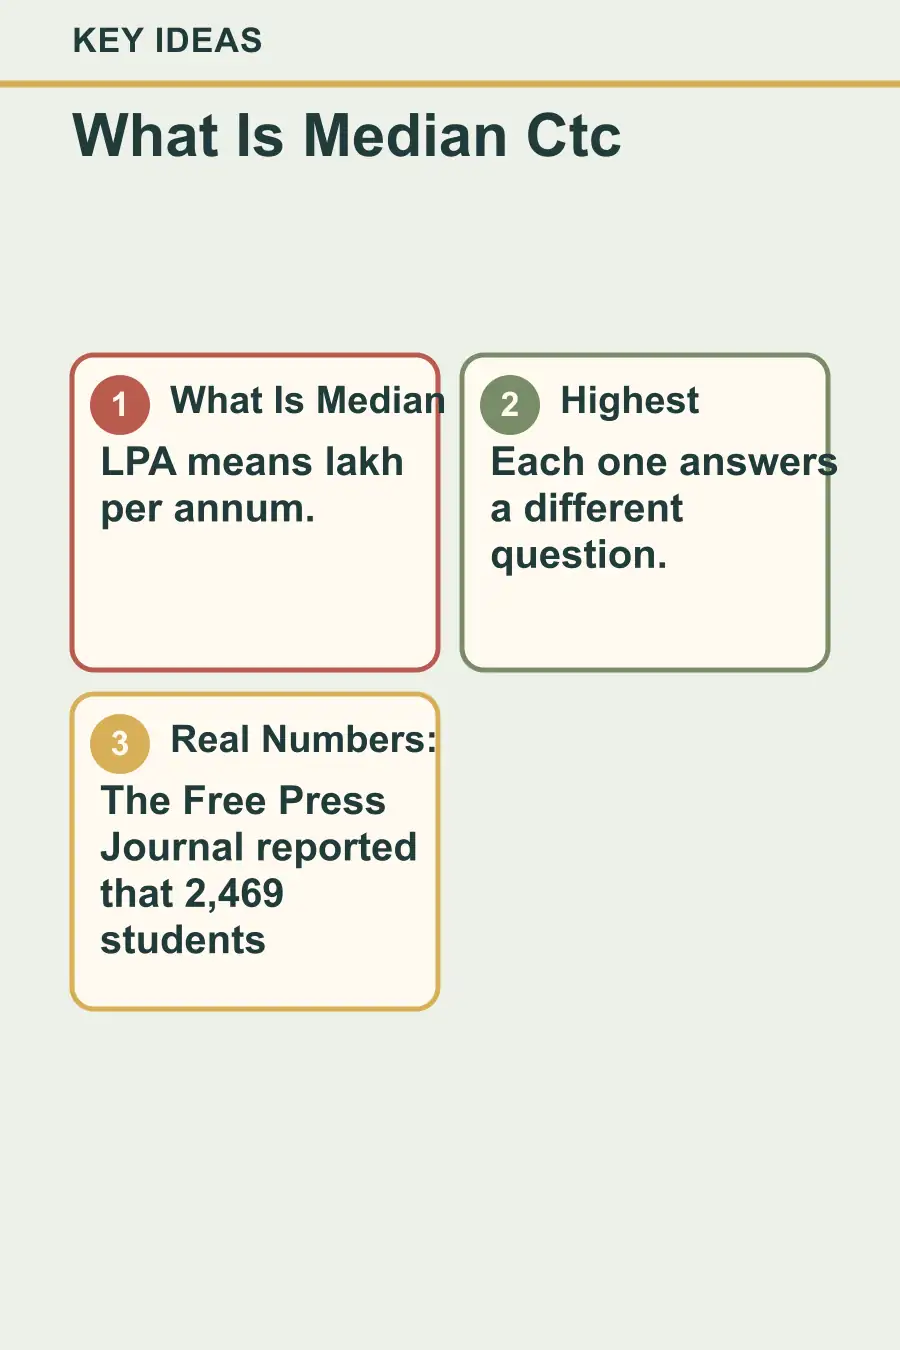 KEY IDEAS
What Is Median Ctc
1 What Is Median
LPA means lakh
per annum.
2 Highest
Each one answers
a different
question.
3 Real Numbers:
The Free Press
Journal reported
that 2,469
students